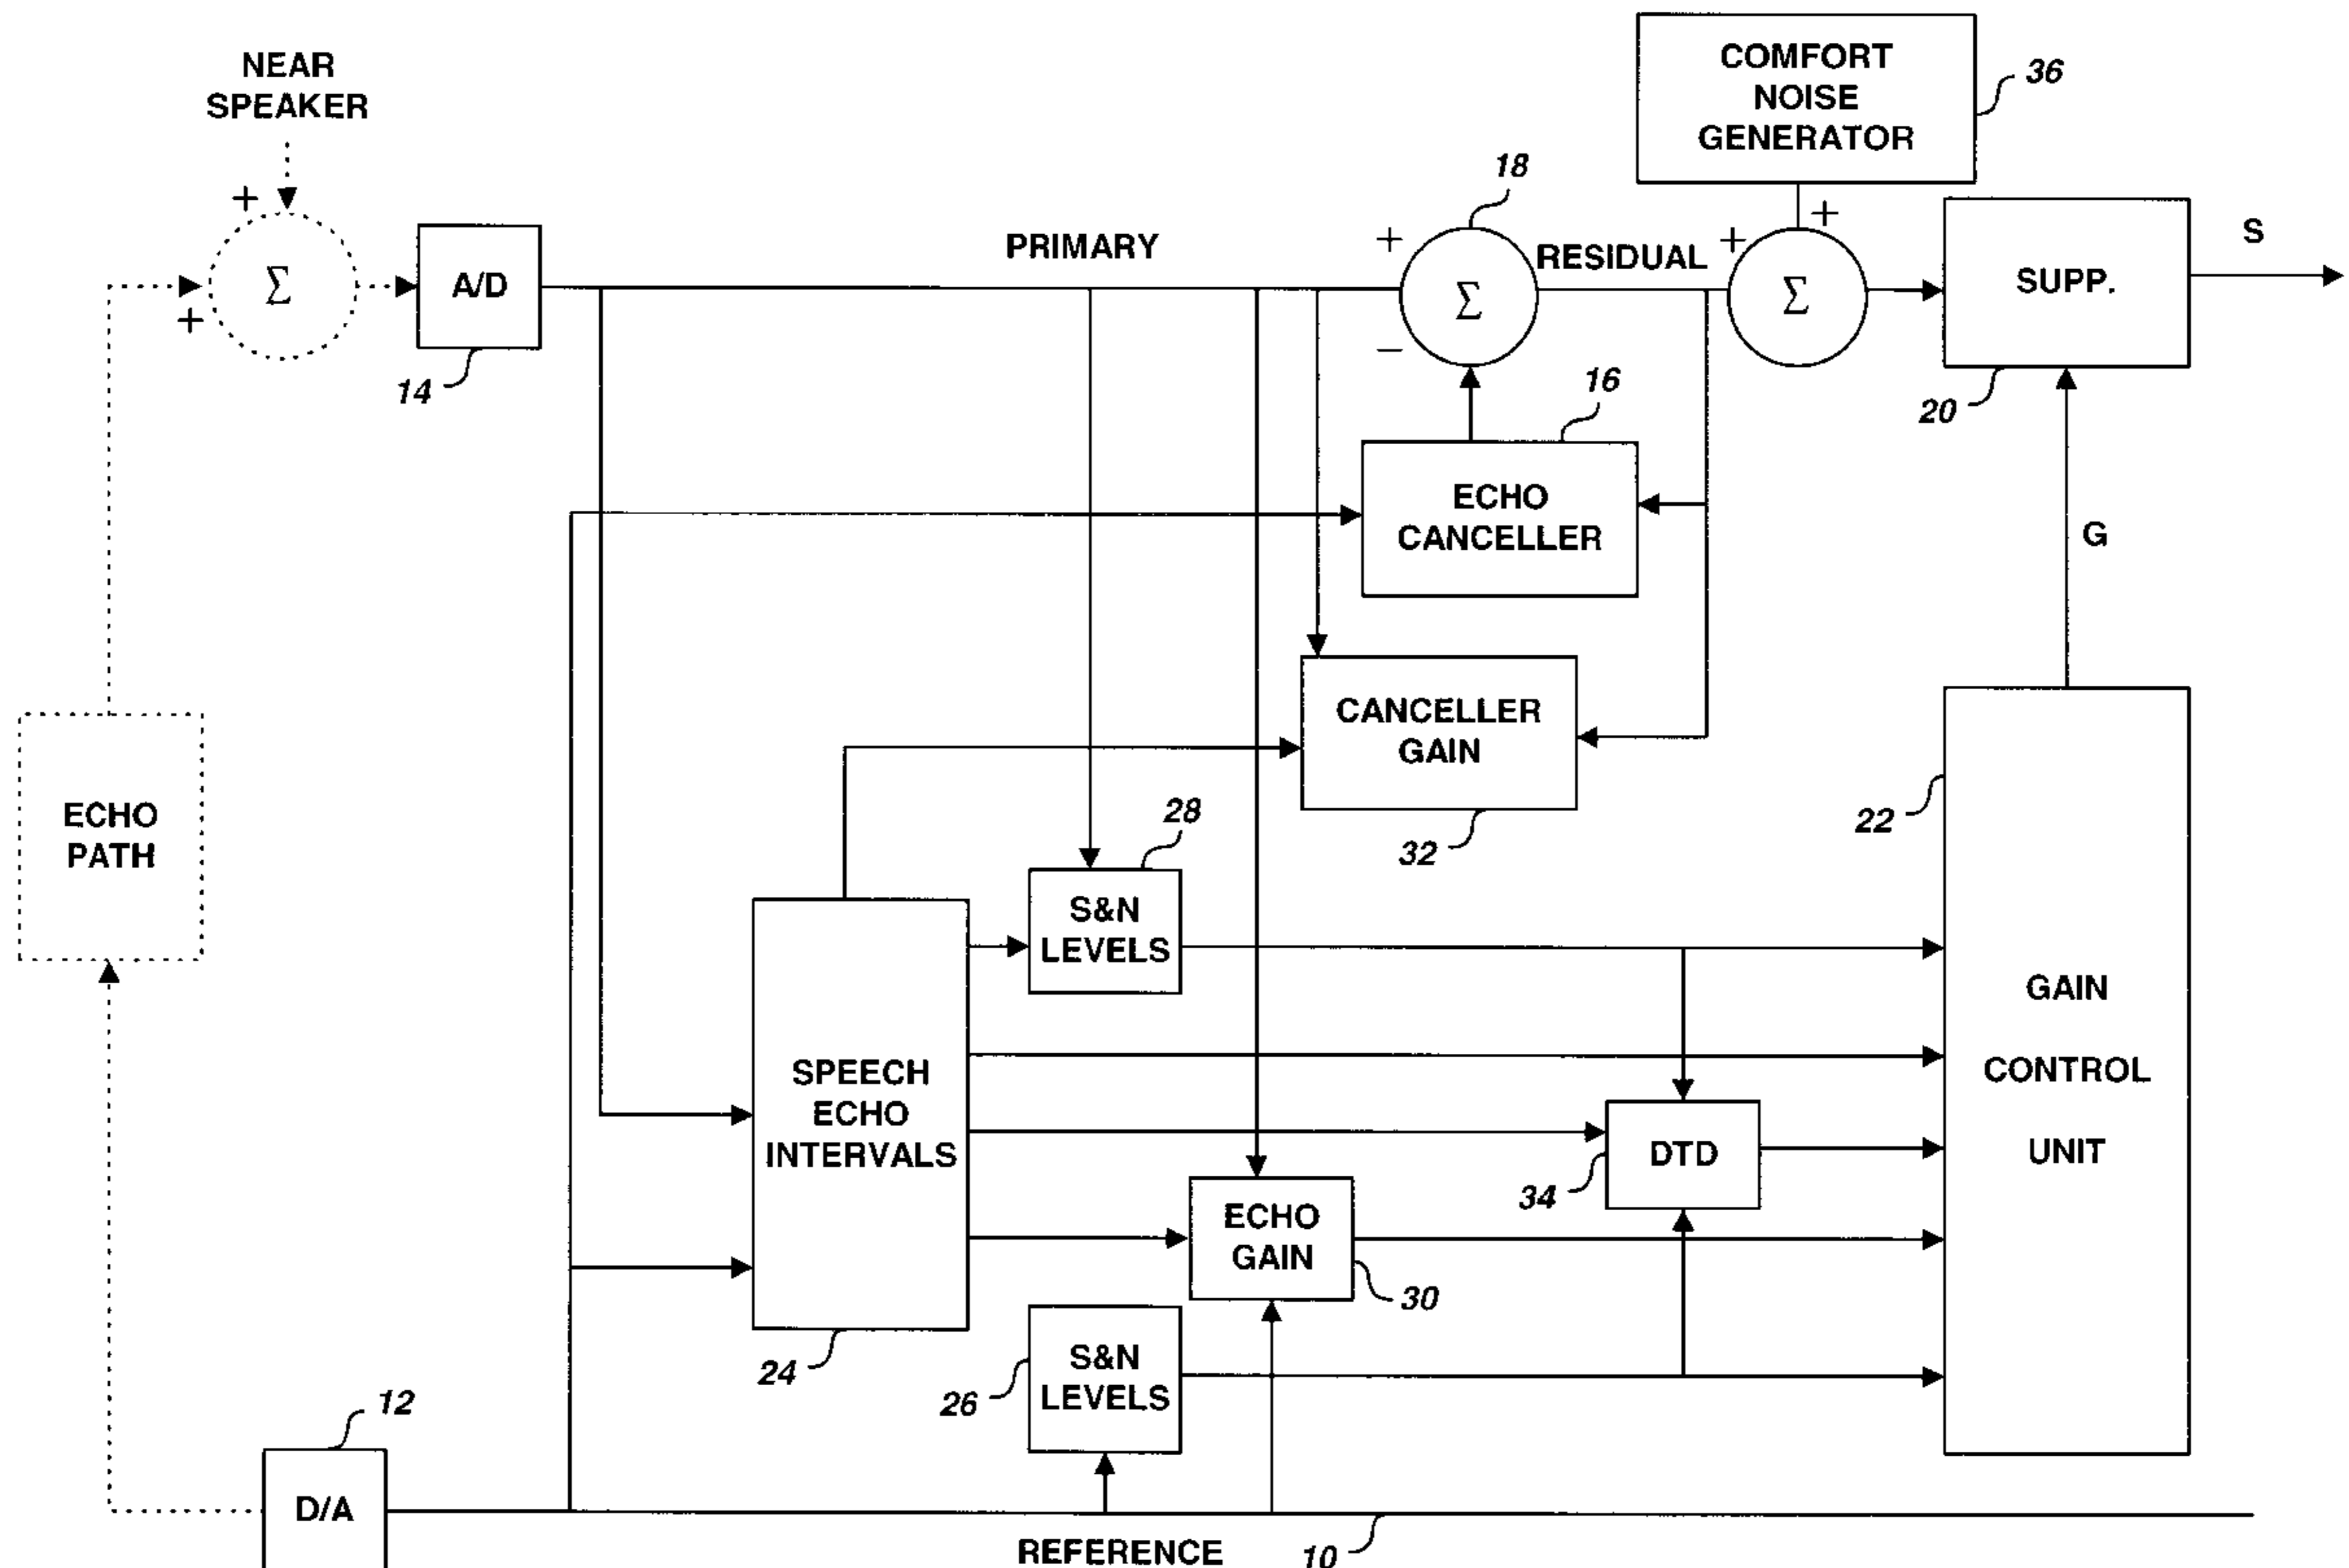 NEAR
SPEAKER
+
Σ
+
A/D
14
PRIMARY
18
+
Σ
−
RESIDUAL
COMFORT
NOISE
GENERATOR
36
+
+
Σ
SUPP.
20
S
16
ECHO
CANCELLER
G
CANCELLER
GAIN
32
ECHO
PATH
28
S&N
LEVELS
22
GAIN
CONTROL
UNIT
SPEECH
ECHO
INTERVALS
24
DTD
34
ECHO
GAIN
30
S&N
LEVELS
26
12
D/A
REFERENCE
10